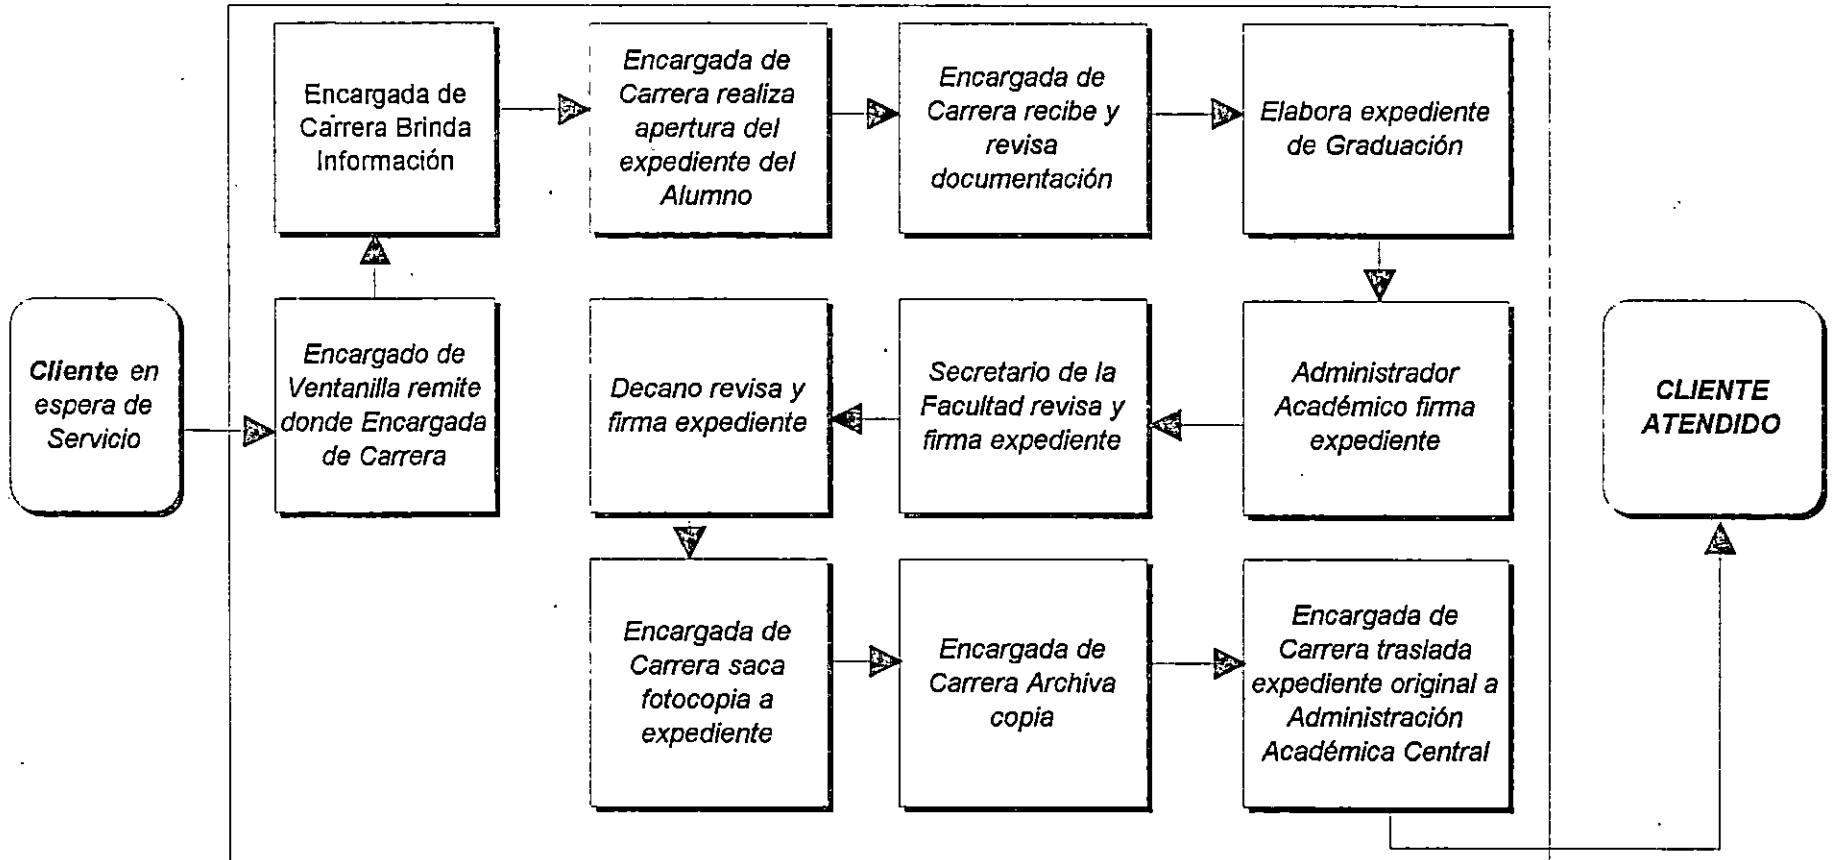 Encargada de
Carrera Brinda
Información
Encargada de
Carrera realiza
apertura del
expediente del
Alumno
Encargada de
Carrera recibe y
revisa
documentación
Elabora expediente
de Graduación
Cliente en
espera de
Servicio
Encargado de
Ventanilla remite
donde Encargada
de Carrera
Decano revisa y
firma expediente
Secretario de la
Facultad revisa y
firma expediente
Administrador
Académico firma
expediente
CLIENTE
ATENDIDO
Encargada de
Carrera saca
fotocopia a
expediente
Encargada de
Carrera Archiva
copia
Encargada de
Carrera traslada
expediente original a
Administración
Académica Central